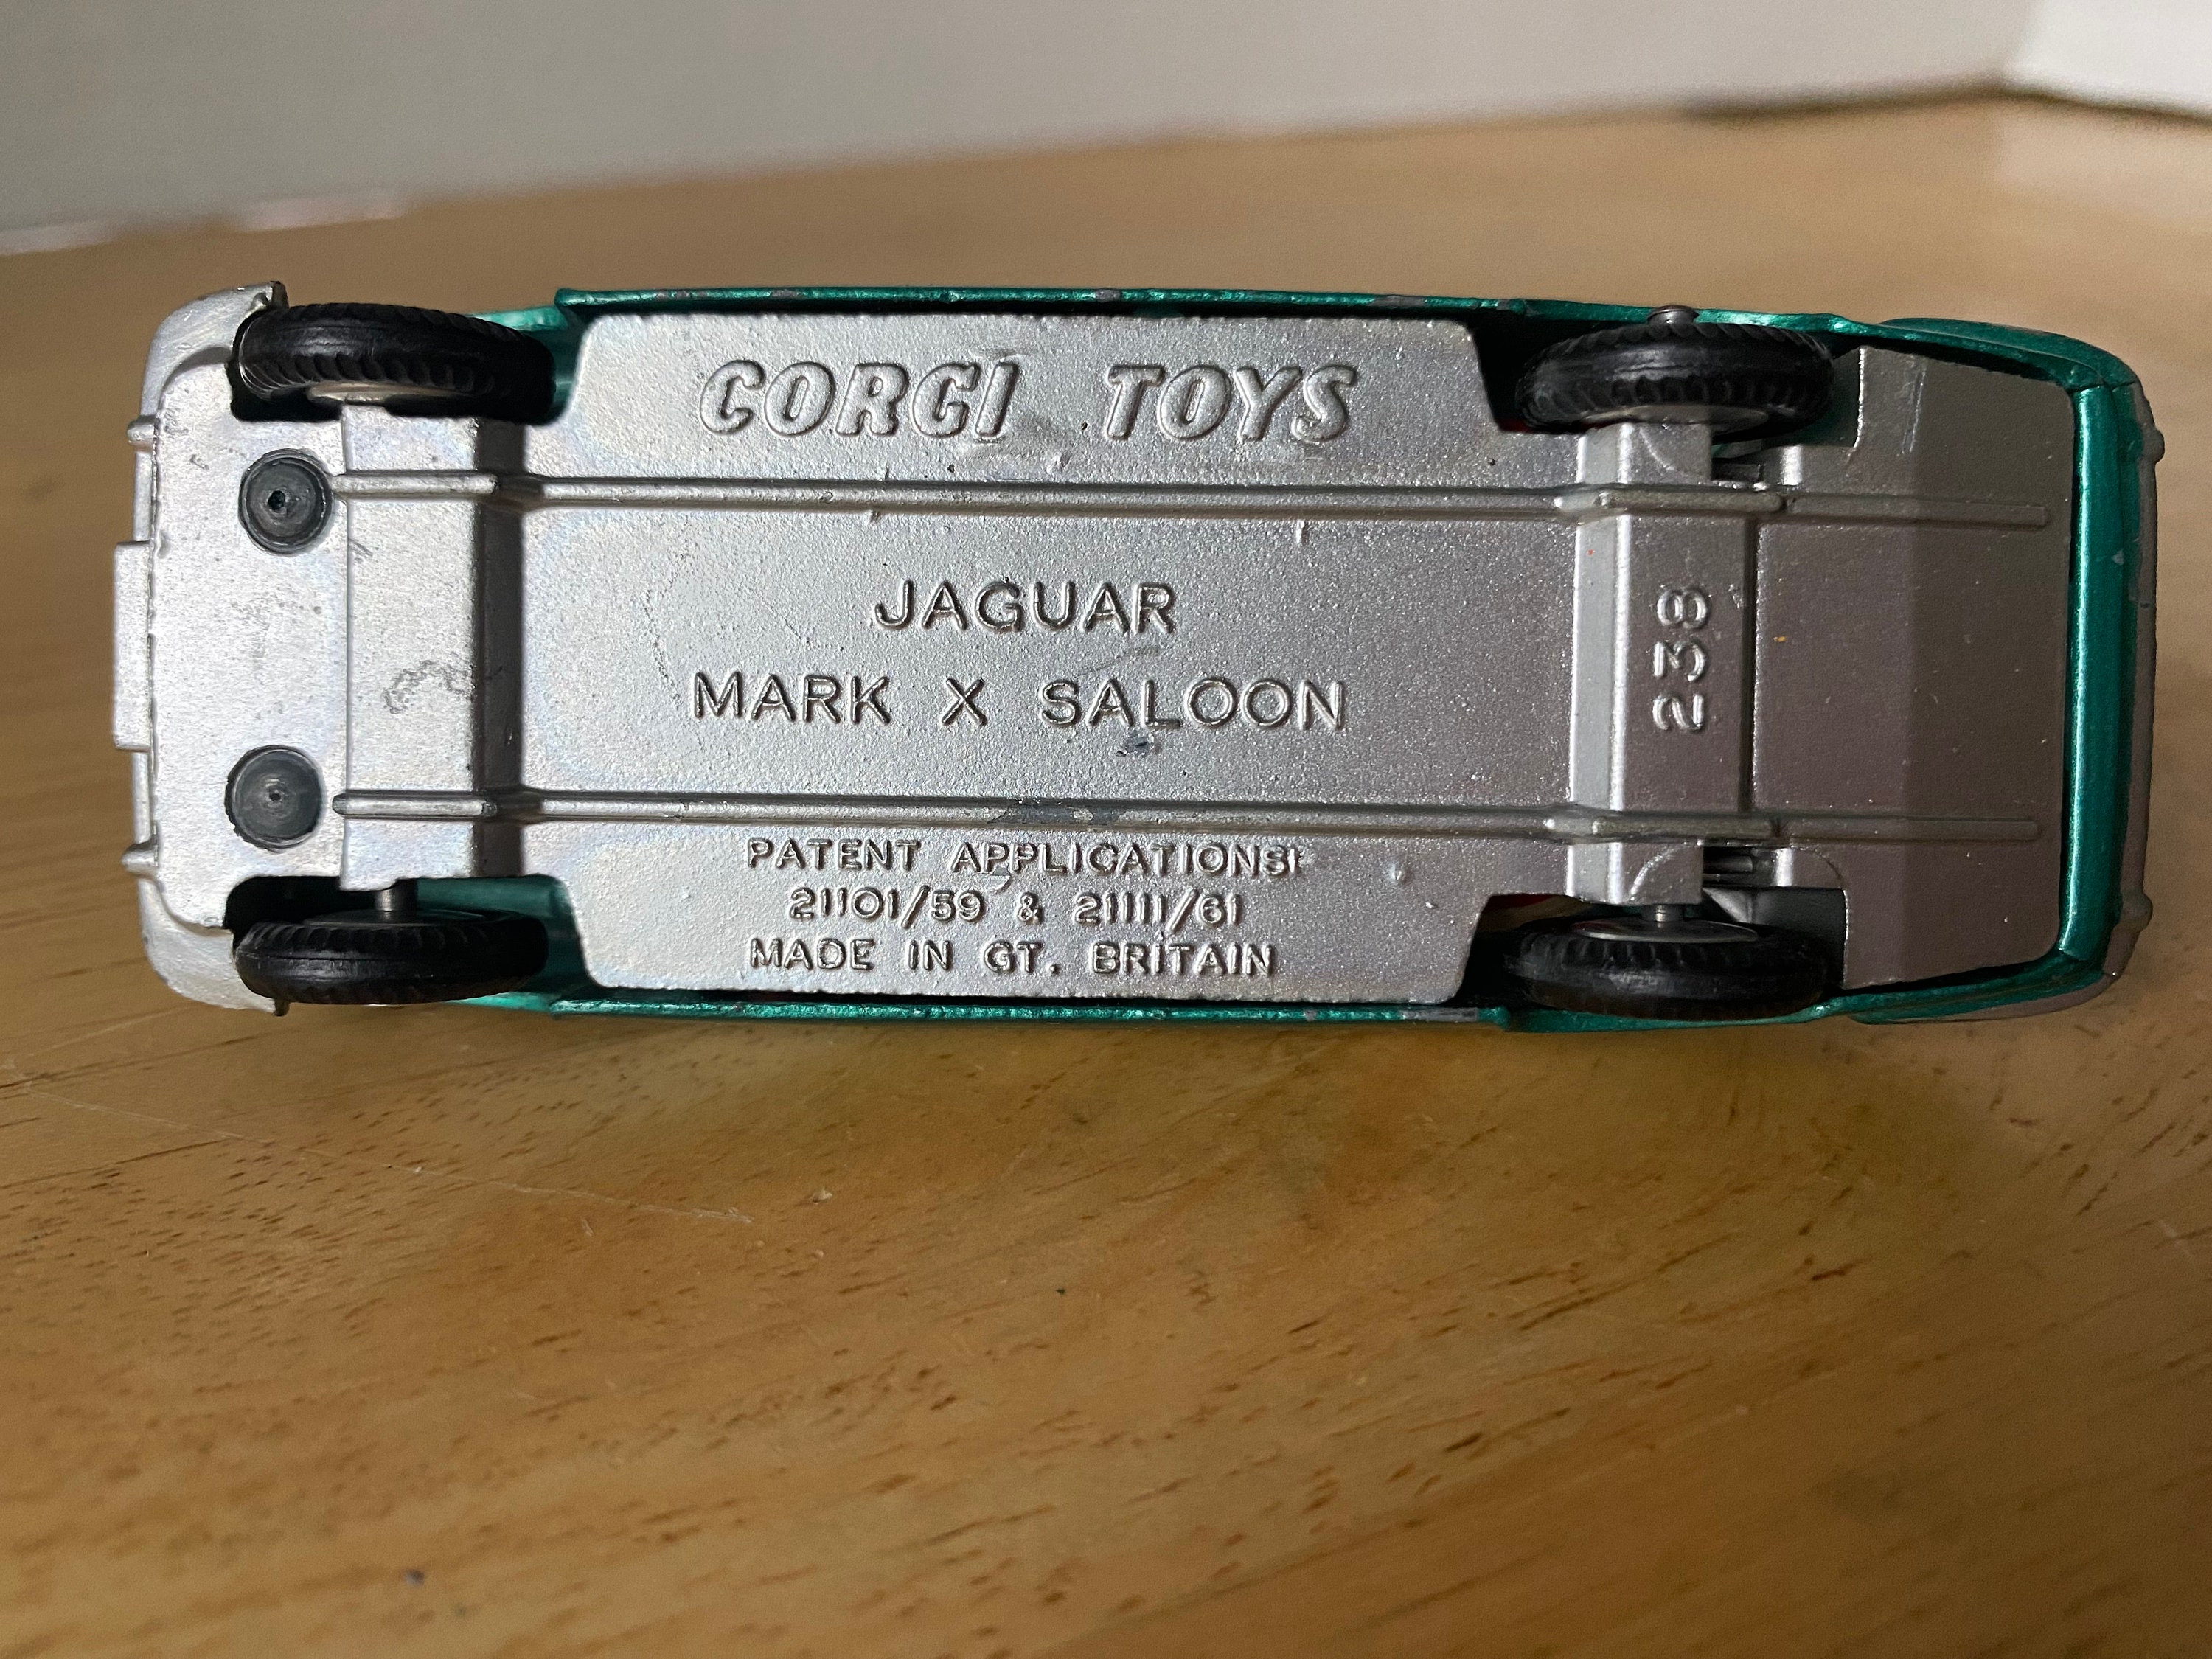 CORGI TOYS
JAGUAR
MARK X SALOON
238
PATENT APPLICATIONS
21101/59 & 21111/61
MADE IN GT. BRITAIN